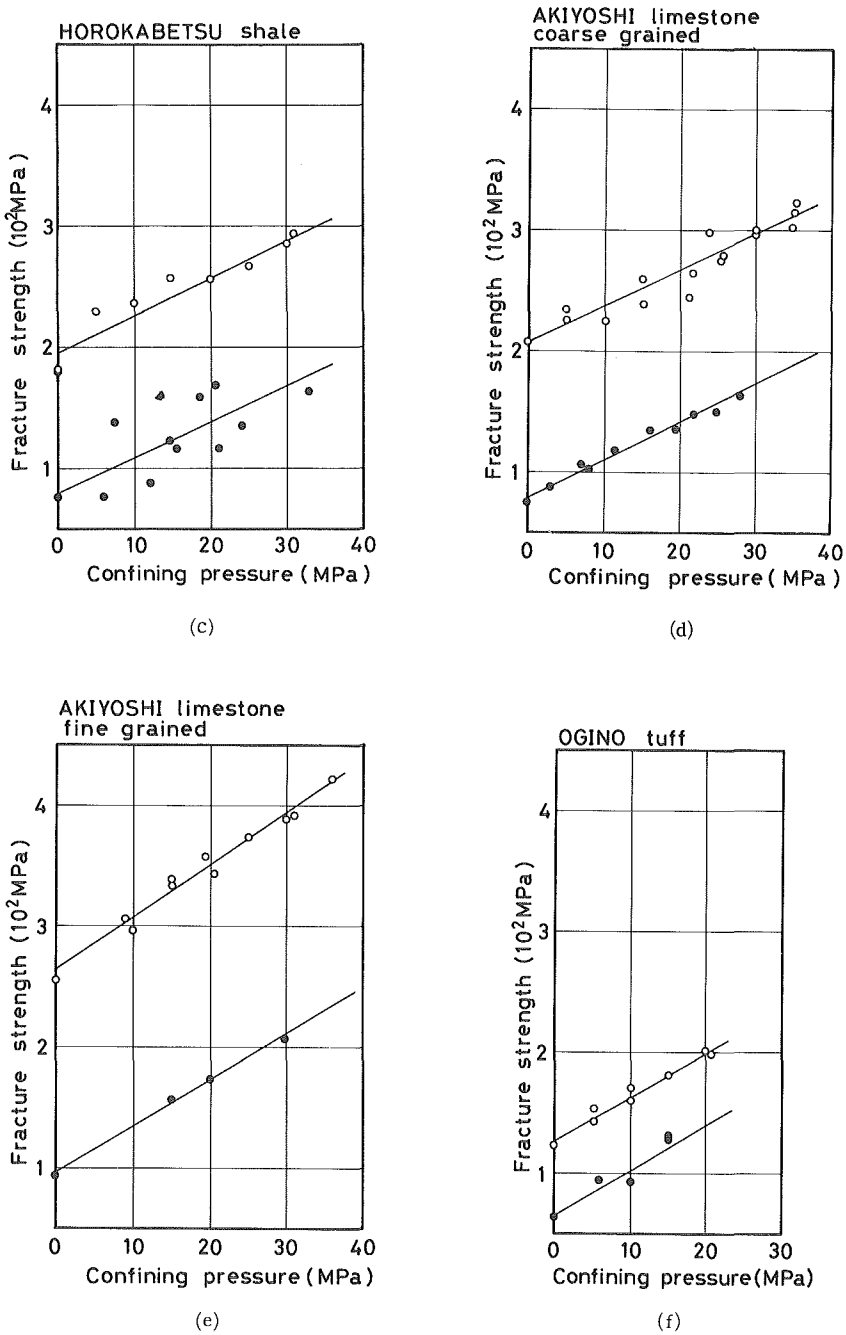 HOROKABETSU shale
4
3
2
1
Fracture strength (10²MPa)
0
10
20
30
40
Confining pressure (MPa)
(c)
AKIYOSHI limestone
coarse grained
4
3
2
1
Fracture strength (10²MPa)
0
10
20
30
40
Confining pressure (MPa)
(d)
AKIYOSHI limestone
fine grained
4
3
2
1
Fracture strength (10²MPa)
0
10
20
30
40
Confining pressure (MPa)
(e)
OGINO tuff
4
3
2
1
Fracture strength (10²MPa)
0
10
20
30
Confining pressure(MPa)
(f)